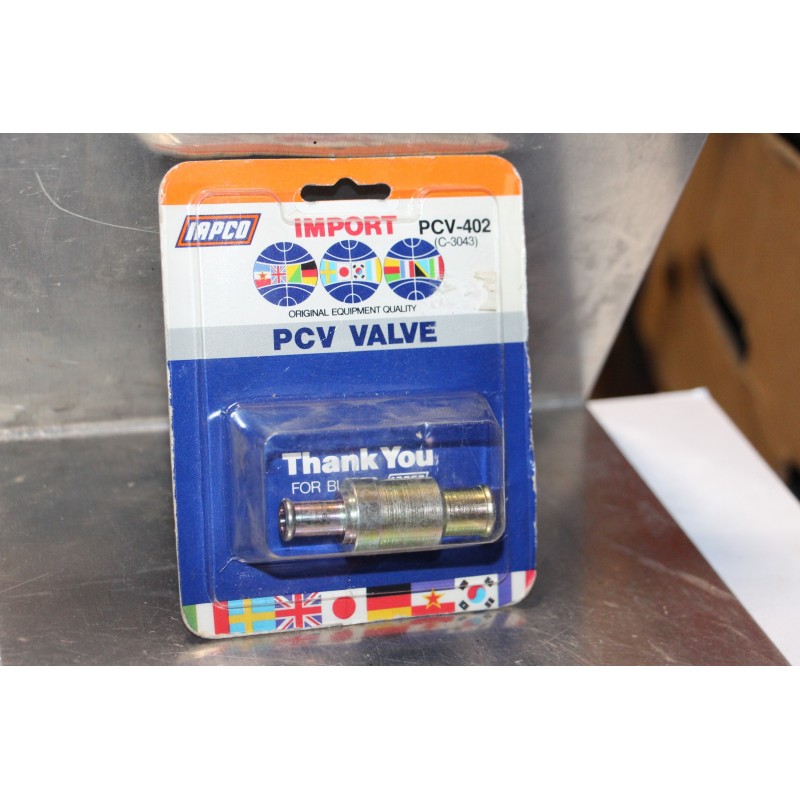 IAPCO
IMPORT
PCV-402
(C-3043)
ORIGINAL EQUIPMENT QUALITY
PCV VALVE
Thank You
FOR